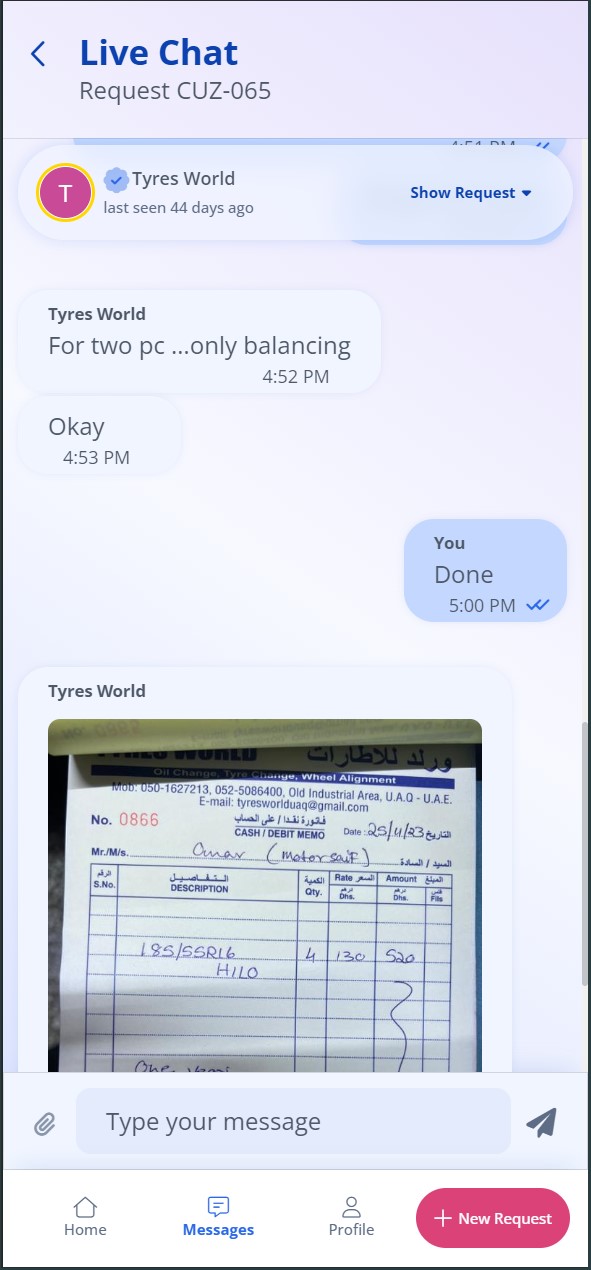 Live Chat
Request CUZ-065
4:51 PM
T
Tyres World
last seen 44 days ago
Show Request
Tyres World
For two pc ...only balancing
4:52 PM
Okay
4:53 PM
You
Done
5:00 PM
Tyres World
TYRES WORLD ورلد للاطارات
Oil Change, Tyre Change, Wheel Alignment
Mob: 050-1627213, 052-5086400, Old Industrial Area, U.A.Q - U.A.E.
E-mail: tyresworlduaq@gmail.com
No. 0866
فاتورة نقدا / على الحساب
CASH / DEBIT MEMO
Date: 25/11/23 التاريخ
Mr./M/s. Omar (motorsaif) السيد / السادة
الرقم التفاصيل الكمية Rate السعر Amount المبلغ
S.No. DESCRIPTION Qty. درهم Dhs. درهم Dhs. فلس Fils
185/55R16 4 130 520
HILO
One
Type your message
Home
Messages
Profile
+ New Request